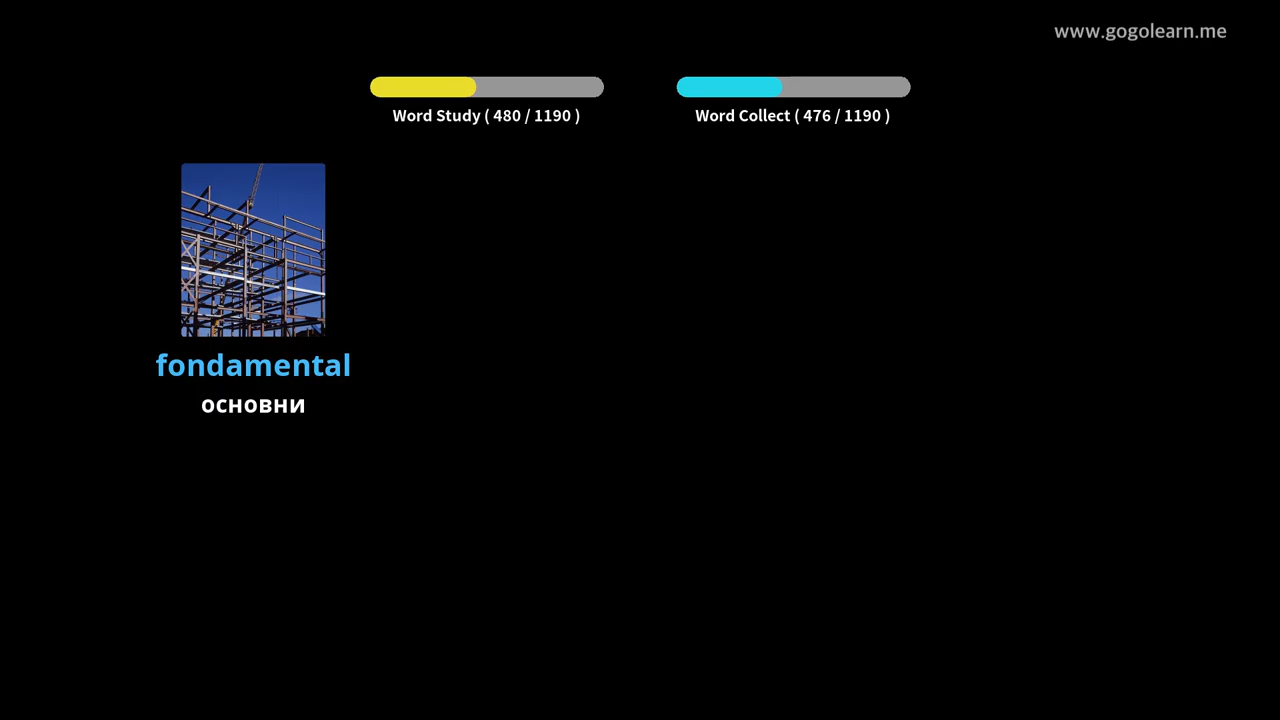 www.gogolearn.me
Word Study ( 480 / 1190 )
Word Collect ( 476 / 1190 )
fondamental
основни